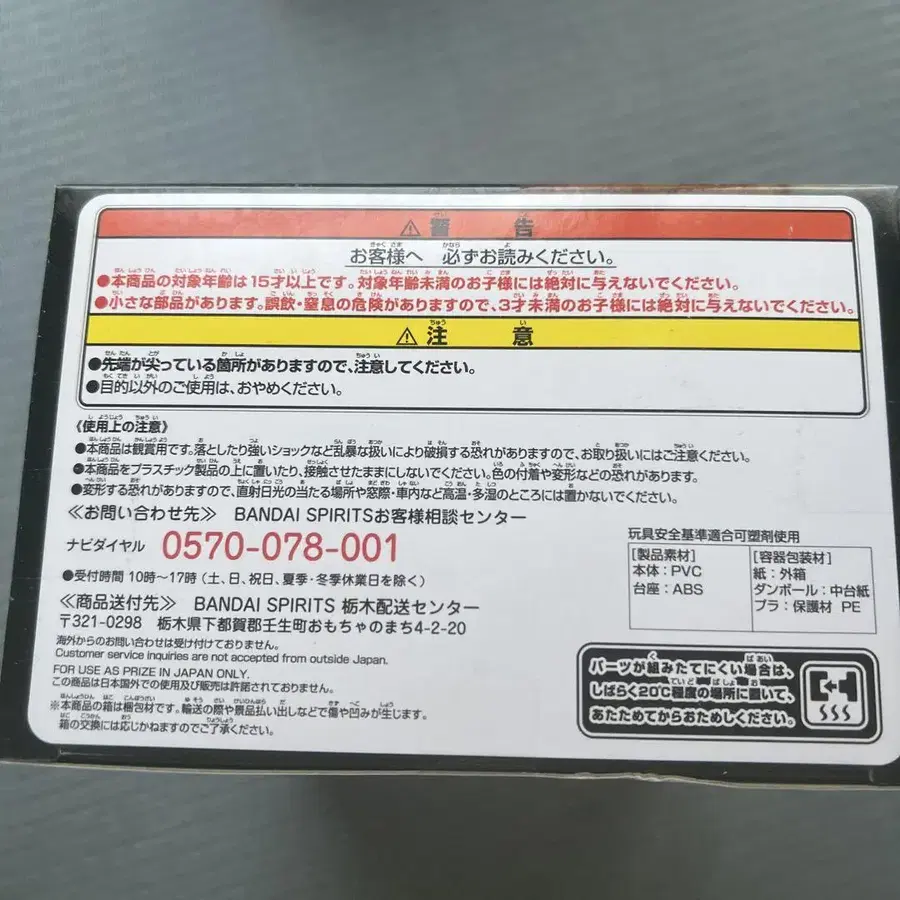 ⚠警告
お客様へ 必ずお読みください。
●本商品の対象年齢は15才以上です。対象年齢未満のお子様には絶対に与えないでください。
●小さな部品があります。誤飲・窒息の危険がありますので、3才未満のお子様には絶対に与えないでください。
⚠注意
●先端が尖っている箇所がありますので、注意してください。
●目的以外のご使用は、おやめください。
《使用上の注意》
●本商品は観賞用です。落としたり強いショックなど乱暴な扱いにより破損する恐れがありますので、お取り扱いにはご注意ください。
●本商品をプラスチック製品の上に置いたり、接触させたままにしないでください。色の付着や変形などの恐れがあります。
●変形する恐れがありますので、直射日光の当たる場所や窓際・車内など高温・多湿のところには置かないでください。
≪お問い合わせ先≫ BANDAI SPIRITSお客様相談センター
ナビダイヤル 0570-078-001
●受付時間 10時〜17時(土、日、祝日、夏季・冬季休業日を除く)
≪商品送付先≫ BANDAI SPIRITS 栃木配送センター
〒321-0298 栃木県下都賀郡壬生町おもちゃのまち4-2-20
海外からのお問い合わせは受け付けておりません。
Customer service inquiries are not accepted from outside Japan.
FOR USE AS PRIZE IN JAPAN ONLY.
この商品は日本国外での使用及び販売は許諾されておりません。
※本商品の箱は梱包材です。輸送の際や景品払い出しなどで傷や凹みが生じます。
箱の交換には応じかねますのでご了承ください。
玩具安全基準適合可塑剤使用
[製品素材]
本体:PVC
台座:ABS
[容器包装材]
紙:外箱
ダンボール:中台紙
プラ:保護材 PE
パーツが組みたてにくい場合は、
しばらく20℃程度の場所に置いて、
あたためてからおためしください。